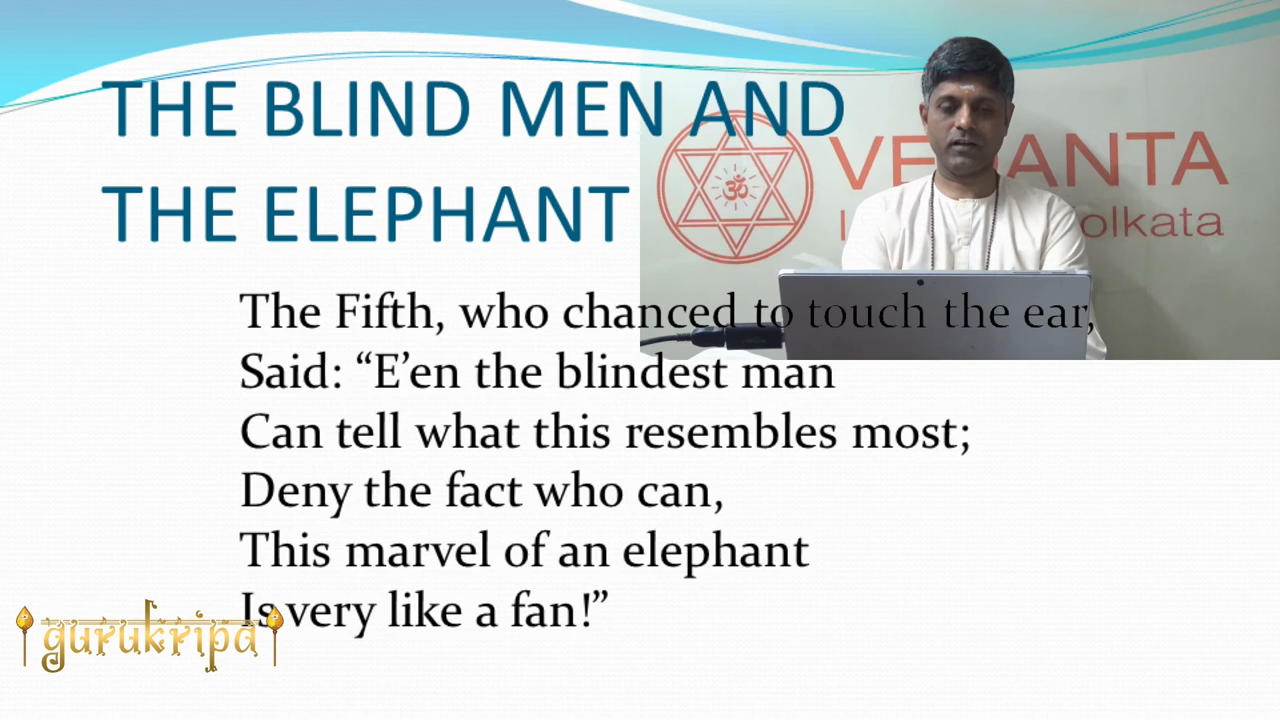 THE BLIND MEN AND
THE ELEPHANT
VEDANTA
olkata
ॐ
The Fifth, who chanced to touch the ear,
Said: “E’en the blindest man
Can tell what this resembles most;
Deny the fact who can,
This marvel of an elephant
Is very like a fan!”
gurukripa